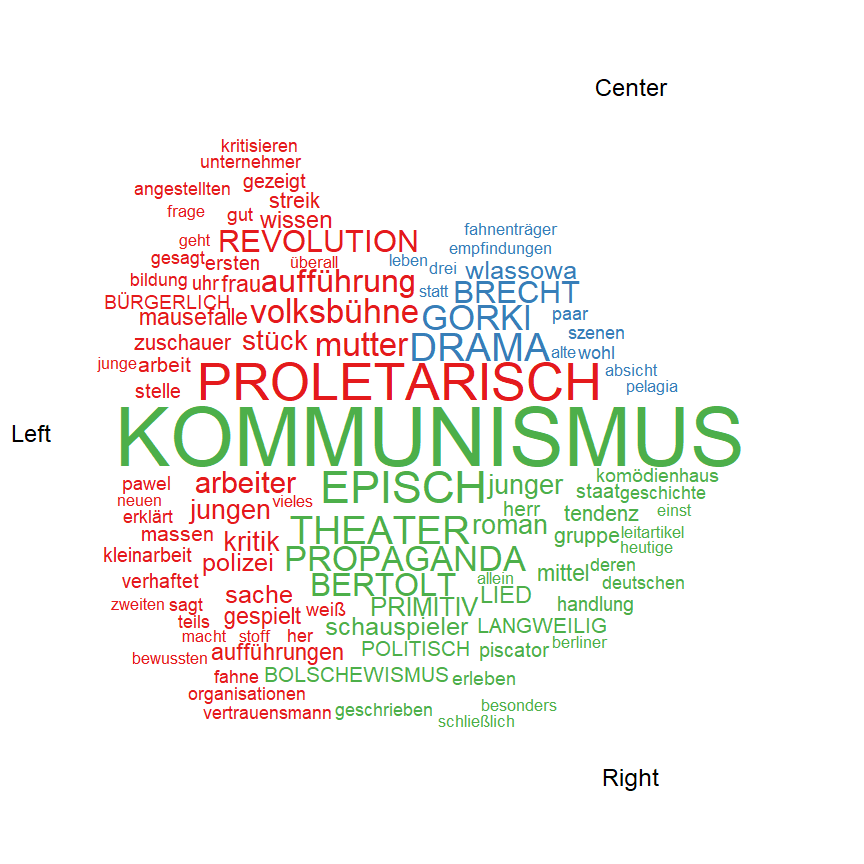 Center
kritisieren
unternehmer
angestellten gezeigt
streik
frage gut wissen
fahnenträger
geht REVOLUTION
empfindungen
gesagt ersten überall leben drei wlassowa
bildung uhr frau aufführung statt BRECHT
BÜRGERLICH
mausefalle volksbühne GORKI paar
szenen
zuschauer stück mutter DRAMA alte wohl
junge arbeit absicht
stelle PROLETARISCH pelagia
Left
KOMMUNISMUS
pawel arbeiter EPISCH junger komödienhaus
neuen vieles staat geschichte
erklärt jungen herr tendenz einst
massen kritik THEATER roman gruppe leitartikel
heutige
kleinarbeit polizei PROPAGANDA mittel deren
verhaftet BERTOLT allein deutschen
sache LIED
zweiten sagt gespielt weiß PRIMITIV handlung
teils schauspieler LANGWEILIG
macht stoff her
bewussten aufführungen POLITISCH piscator berliner
fahne BOLSCHEWISMUS erleben
organisationen
vertrauensmann geschrieben besonders
schließlich
Right